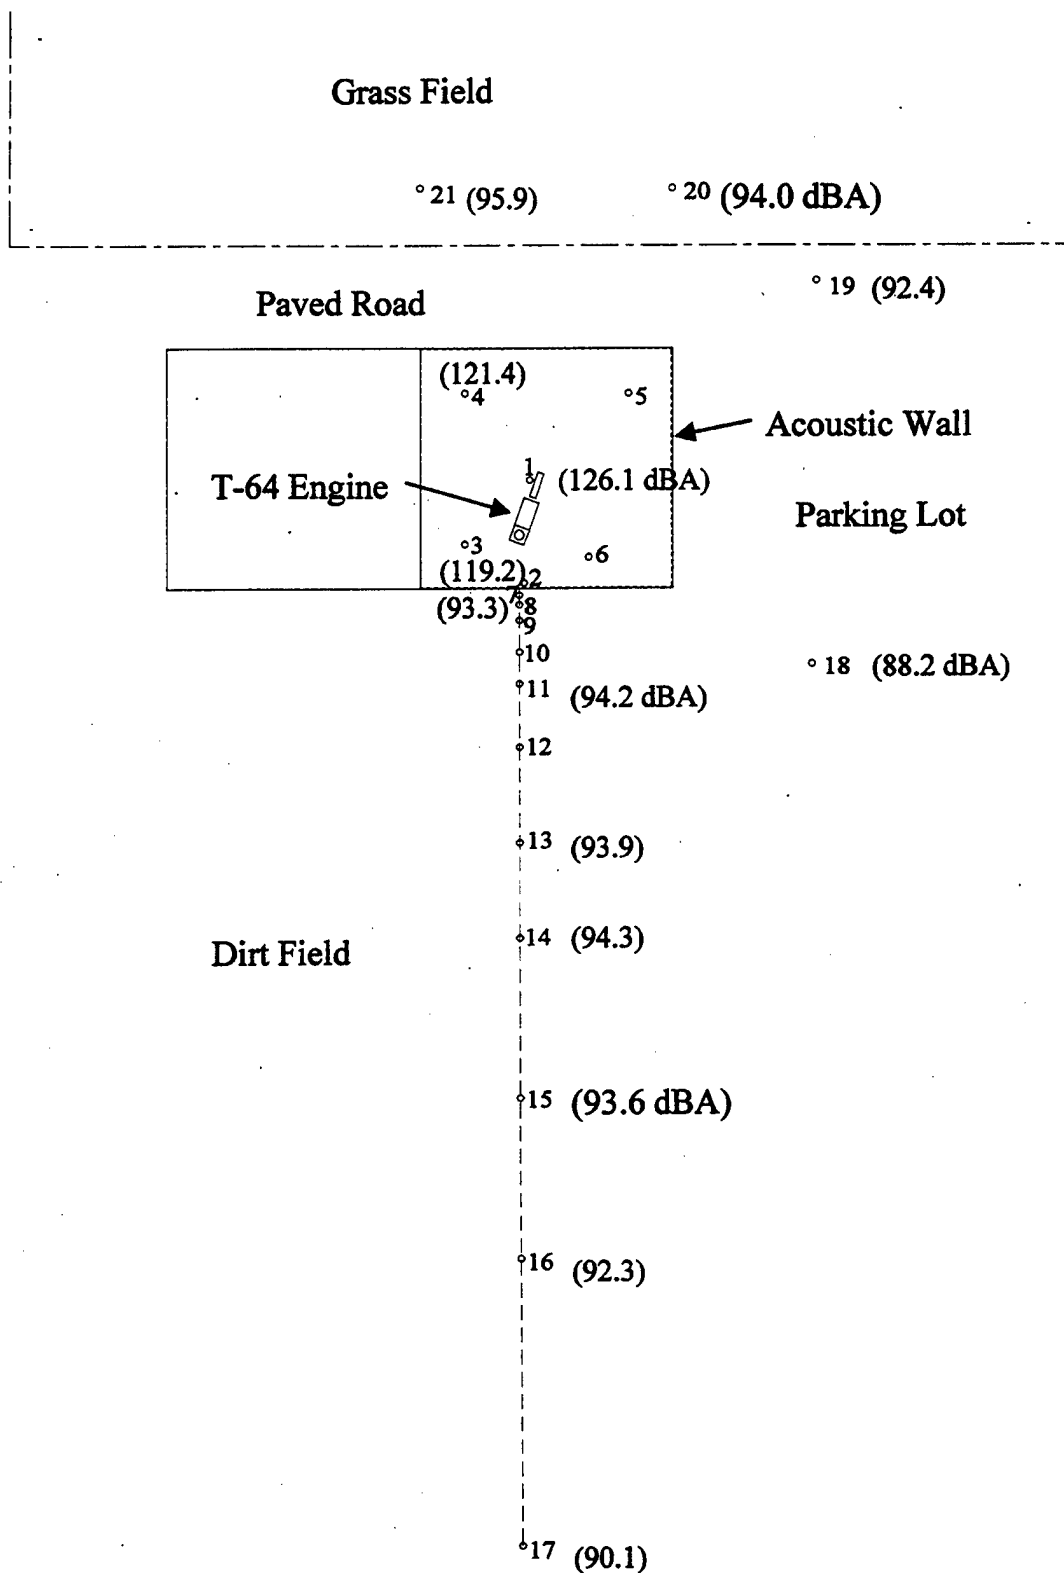 Grass Field
21 (95.9)
20 (94.0 dBA)
19 (92.4)
Paved Road
(121.4)
4
5
Acoustic Wall
1
(126.1 dBA)
T-64 Engine
Parking Lot
3
6
(119.2)
2
7
(93.3)
8
9
10
18 (88.2 dBA)
11 (94.2 dBA)
12
13 (93.9)
14 (94.3)
Dirt Field
15 (93.6 dBA)
16 (92.3)
17 (90.1)